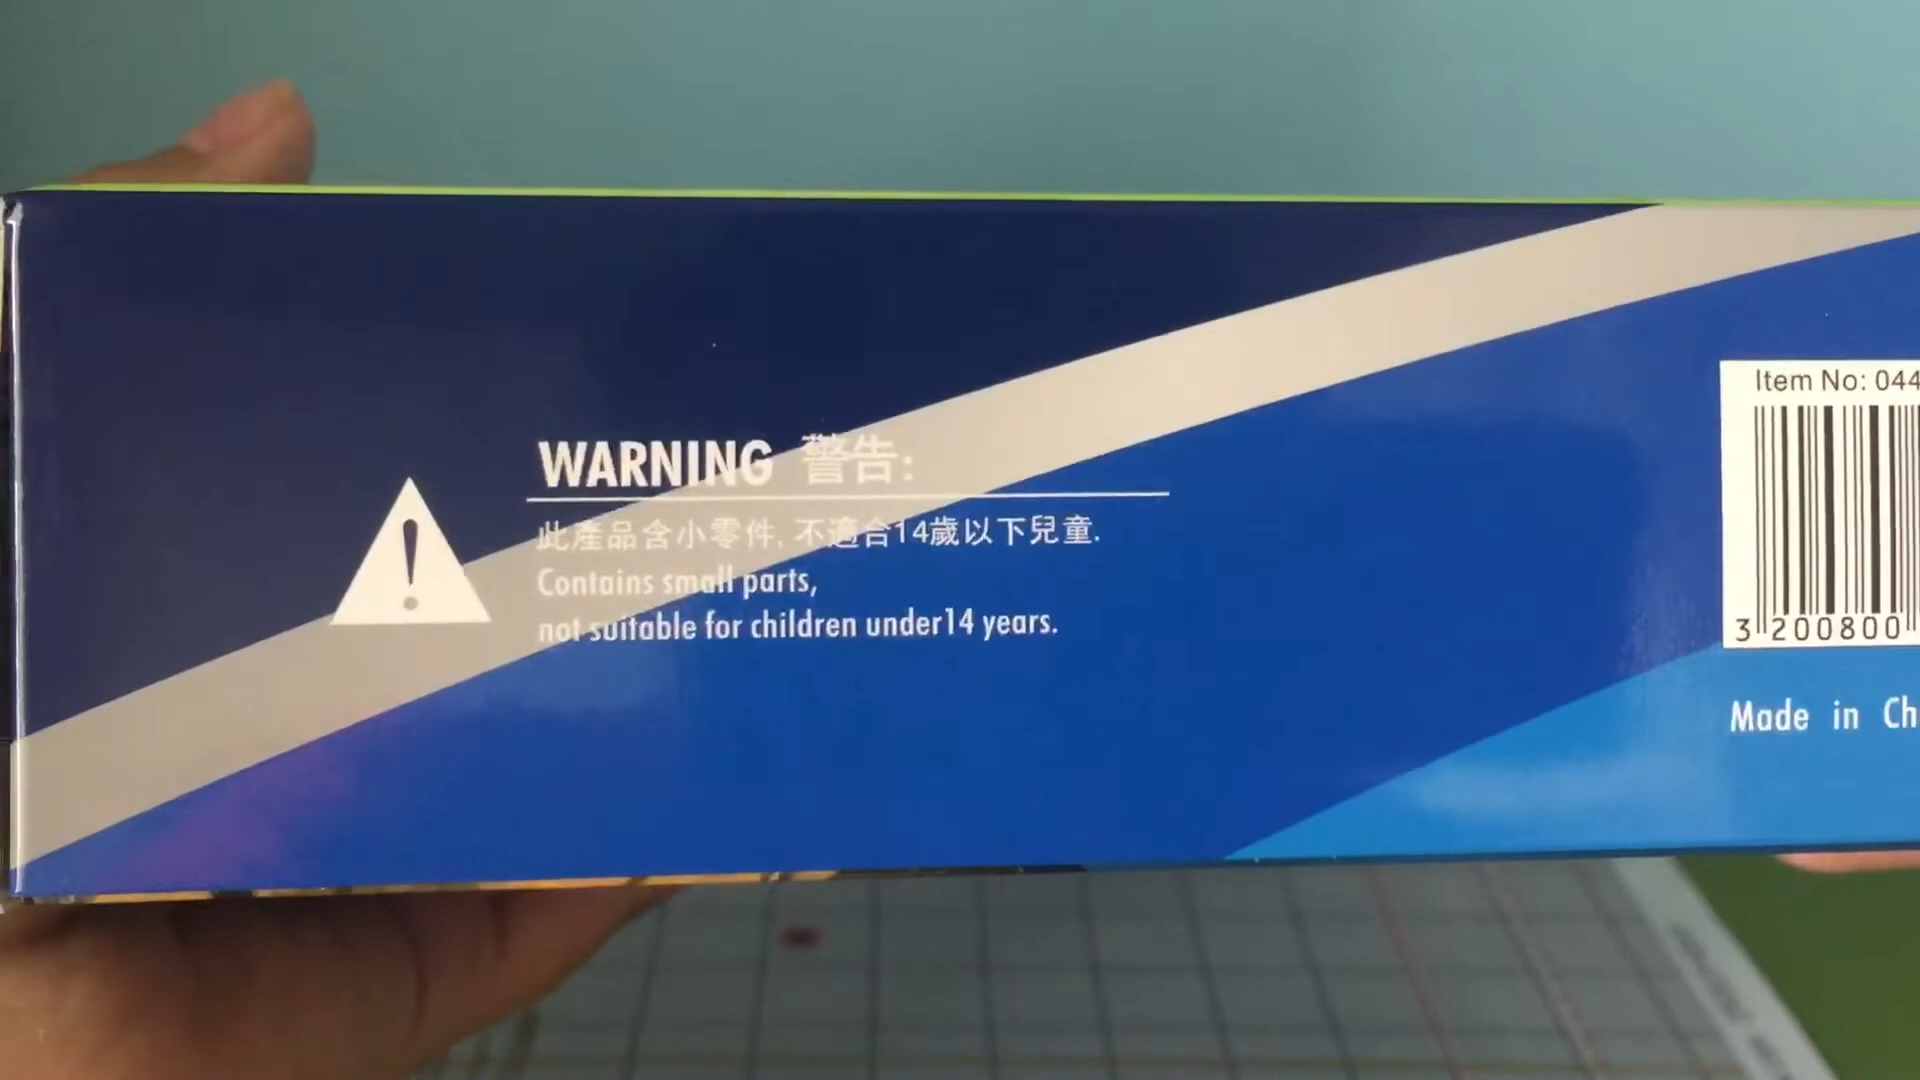 WARNING 警告:
此產品含小零件, 不適合14歲以下兒童.
Contains small parts,
not suitable for children under14 years.
Item No: 044
3 200800
Made in Ch